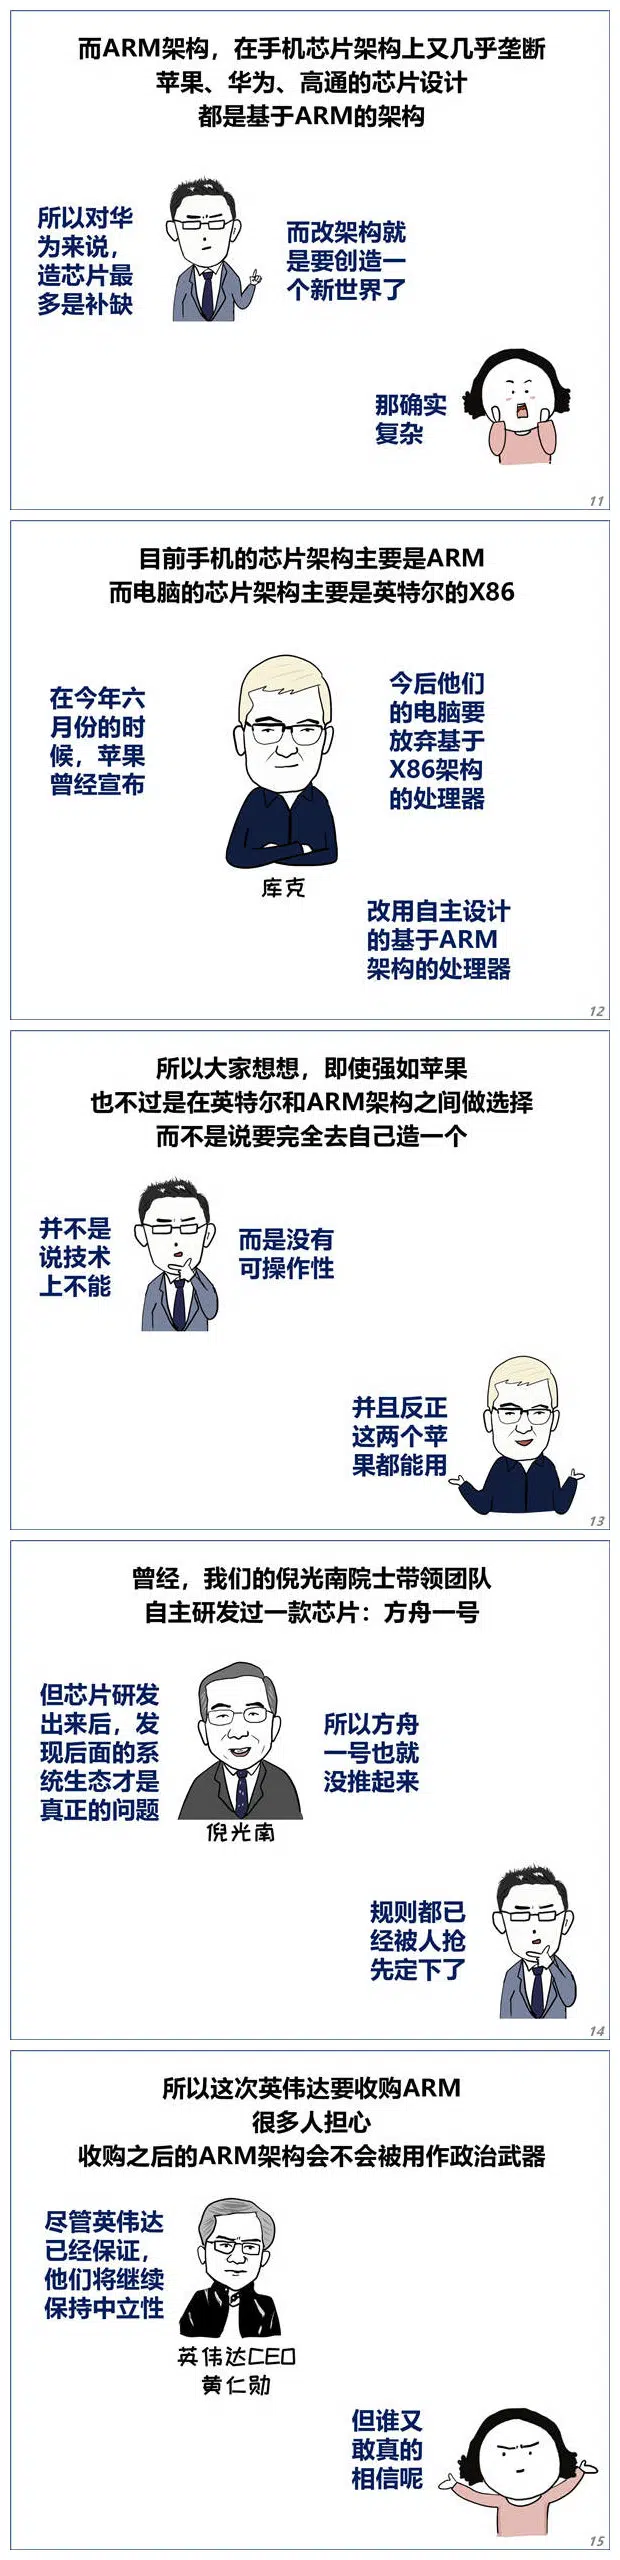 而ARM架构，在手机芯片架构上又几乎垄断
苹果、华为、高通的芯片设计
都是基于ARM的架构
所以对华
为来说，
造芯片最
多是补缺
而改架构就
是要创造一
个新世界了
那确实
复杂
11
目前手机的芯片架构主要是ARM
而电脑的芯片架构主要是英特尔的X86
在今年六
月份的时
候，苹果
曾经宣布
今后他们
的电脑要
放弃基于
X86架构
的处理器
库克
改用自主设计
的基于ARM
架构的处理器
12
所以大家想想，即使强如苹果
也不过是在英特尔和ARM架构之间做选择
而不是说要完全去自己造一个
并不是
说技术
上不能
而是没有
可操作性
并且反正
这两个苹
果都能用
13
曾经，我们的倪光南院士带领团队
自主研发过一款芯片：方舟一号
但芯片研发
出来后，发
现后面的系
统生态才是
真正的问题
倪光南
所以方舟
一号也就
没推起来
规则都已
经被人抢
先定下了
14
所以这次英伟达要收购ARM
很多人担心
收购之后的ARM架构会不会被用作政治武器
尽管英伟达
已经保证，
他们将继续
保持中立性
英伟达CEO
黄仁勋
但谁又
敢真的
相信呢
15